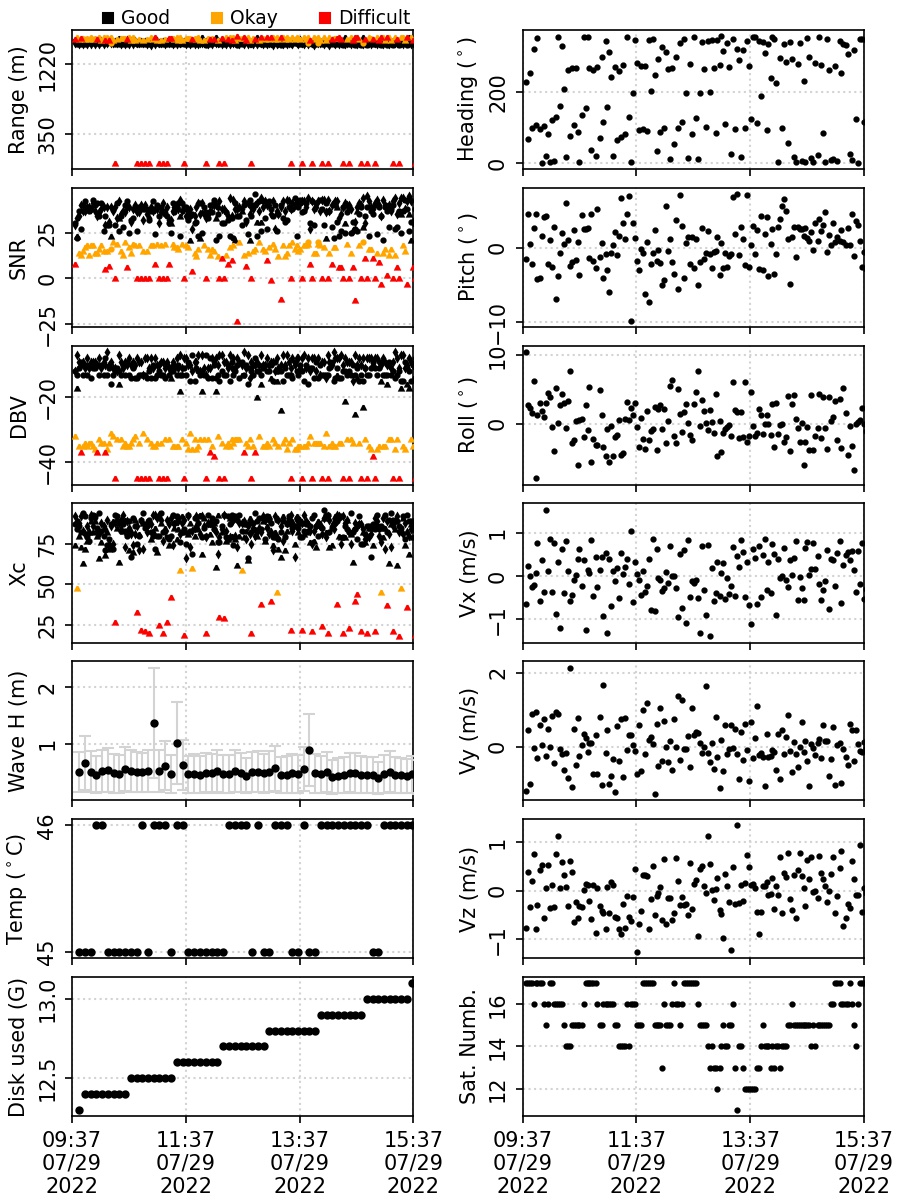 Good Okay Difficult
Range (m)
1220
350
Heading (°)
200
0
SNR
25
0
−25
Pitch (°)
0
−10
DBV
−20
−40
Roll (°)
10
0
Xc
75
50
25
Vx (m/s)
1
0
−1
Wave H (m)
2
1
Vy (m/s)
2
0
Temp (°C)
46
45
Vz (m/s)
1
0
−1
Disk used (G)
13.0
12.5
Sat. Numb.
16
14
12
09:37 11:37 13:37 15:37
07/29 07/29 07/29 07/29
2022 2022 2022 2022
09:37 11:37 13:37 15:37
07/29 07/29 07/29 07/29
2022 2022 2022 2022